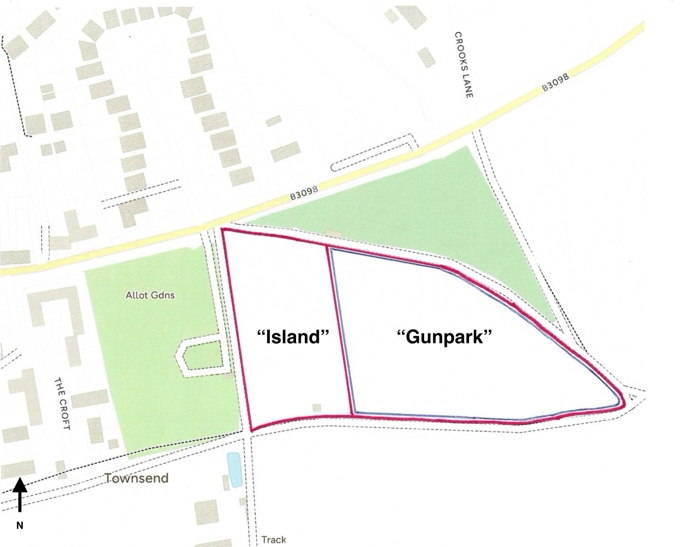 CROOKS LANE
B3098
B3098
Allot Gdns
“Island”
“Gunpark”
THE CROFT
Townsend
N
Track